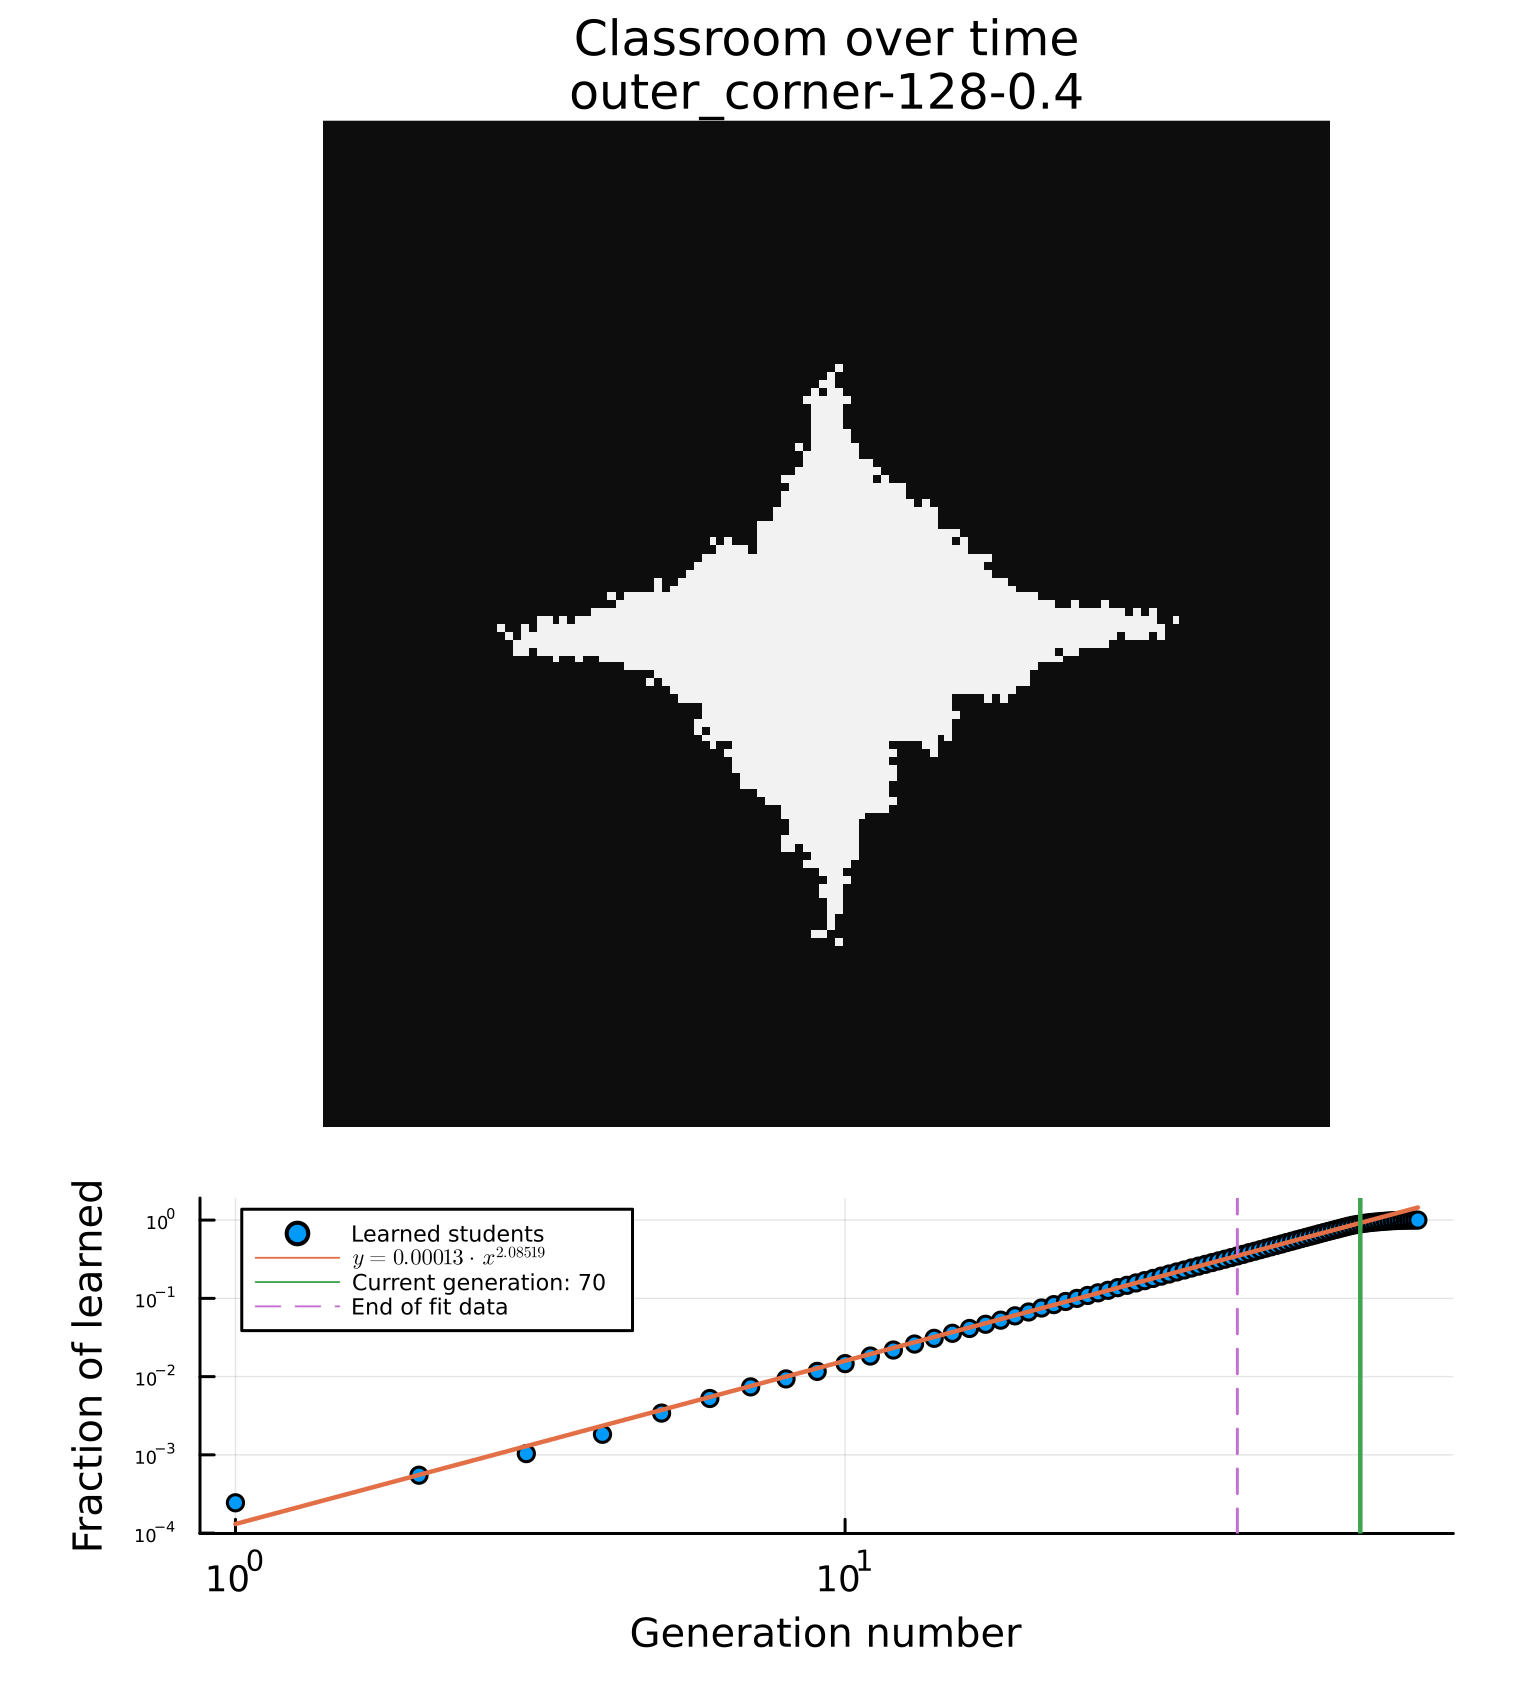 Classroom over time
outer_corner-128-0.4
Fraction of learned
10^0
10^-1
10^-2
10^-3
10^-4
Learned students
y = 0.00013 · x^2.08519
Current generation: 70
End of fit data
10^0
10^1
Generation number